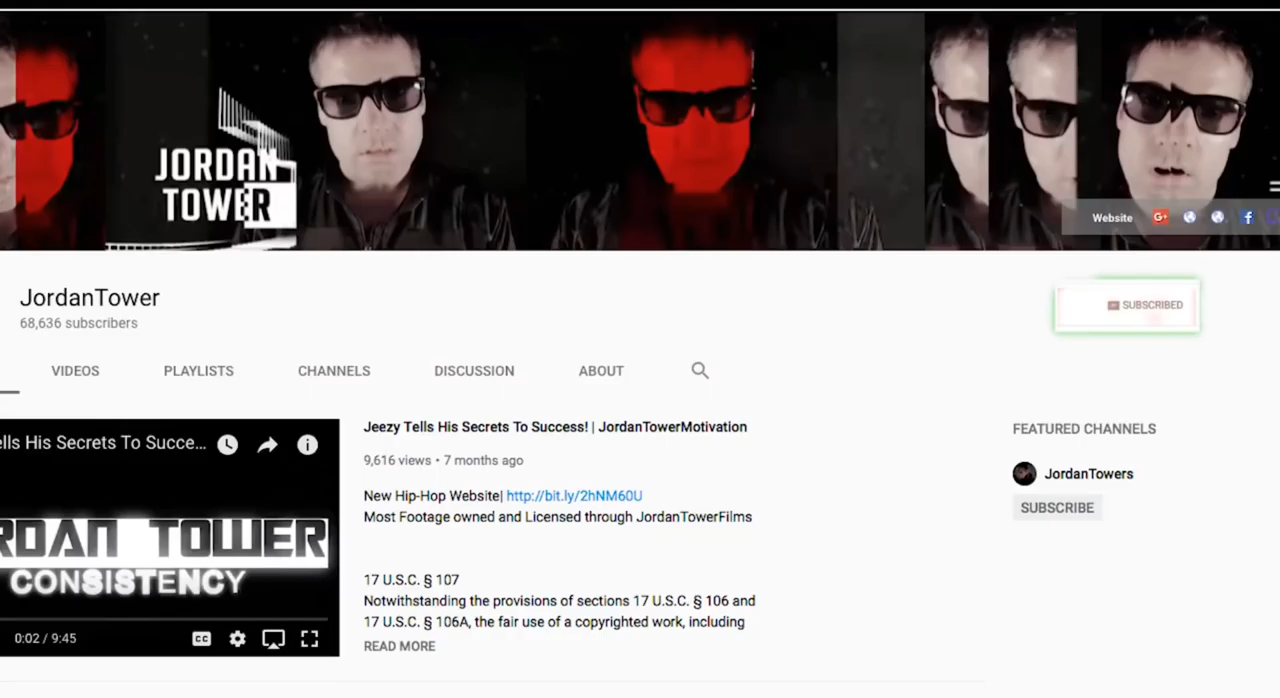 JORDAN
TOWER
Website
G+
f
JordanTower
68,636 subscribers
SUBSCRIBED
VIDEOS PLAYLISTS CHANNELS DISCUSSION ABOUT
ells His Secrets To Succe...
RDAN TOWER
CONSISTENCY
0:02 / 9:45
CC
Jeezy Tells His Secrets To Success! | JordanTowerMotivation
9,616 views • 7 months ago
New Hip-Hop Website| http://bit.ly/2hNM60U
Most Footage owned and Licensed through JordanTowerFilms
17 U.S.C. § 107
Notwithstanding the provisions of sections 17 U.S.C. § 106 and
17 U.S.C. § 106A, the fair use of a copyrighted work, including
READ MORE
FEATURED CHANNELS
JordanTowers
SUBSCRIBE